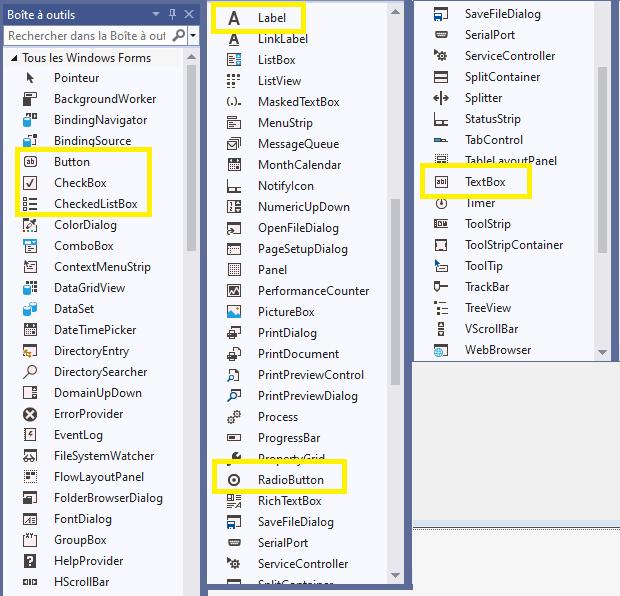 Boîte à outils
Rechercher dans la Boîte à out
Tous les Windows Forms
Pointeur
BackgroundWorker
BindingNavigator
BindingSource
Button
CheckBox
CheckedListBox
ColorDialog
ComboBox
ContextMenuStrip
DataGridView
DataSet
DateTimePicker
DirectoryEntry
DirectorySearcher
DomainUpDown
ErrorProvider
EventLog
FileSystemWatcher
FlowLayoutPanel
FolderBrowserDialog
FontDialog
GroupBox
HelpProvider
HScrollBar
Label
LinkLabel
ListBox
ListView
MaskedTextBox
MenuStrip
MessageQueue
MonthCalendar
NotifyIcon
NumericUpDown
OpenFileDialog
PageSetupDialog
Panel
PerformanceCounter
PictureBox
PrintDialog
PrintDocument
PrintPreviewControl
PrintPreviewDialog
Process
ProgressBar
PropertyGrid
RadioButton
RichTextBox
SaveFileDialog
SerialPort
ServiceController
SplitContainer
SaveFileDialog
SerialPort
ServiceController
SplitContainer
Splitter
StatusStrip
TabControl
TableLayoutPanel
TextBox
Timer
ToolStrip
ToolStripContainer
ToolTip
TrackBar
TreeView
VScrollBar
WebBrowser